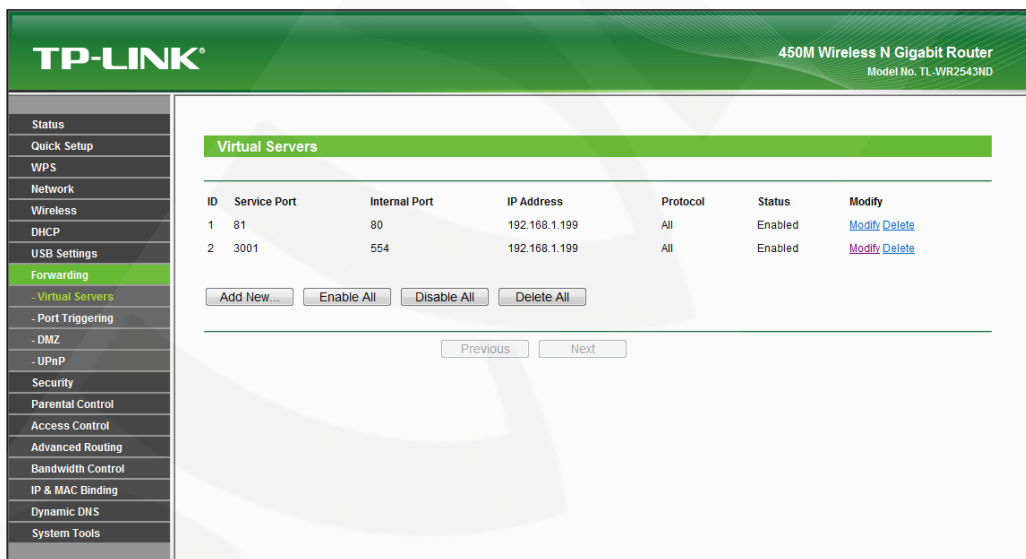 TP-LINK®
450M Wireless N Gigabit Router
Model No. TL-WR2543ND
Status
Quick Setup
WPS
Network
Wireless
DHCP
USB Settings
Forwarding
- Virtual Servers
- Port Triggering
- DMZ
- UPnP
Security
Parental Control
Access Control
Advanced Routing
Bandwidth Control
IP & MAC Binding
Dynamic DNS
System Tools
Virtual Servers
ID Service Port Internal Port IP Address Protocol Status Modify
1 81 80 192.168.1.199 All Enabled Modify Delete
2 3001 554 192.168.1.199 All Enabled Modify Delete
Add New... Enable All Disable All Delete All
Previous Next